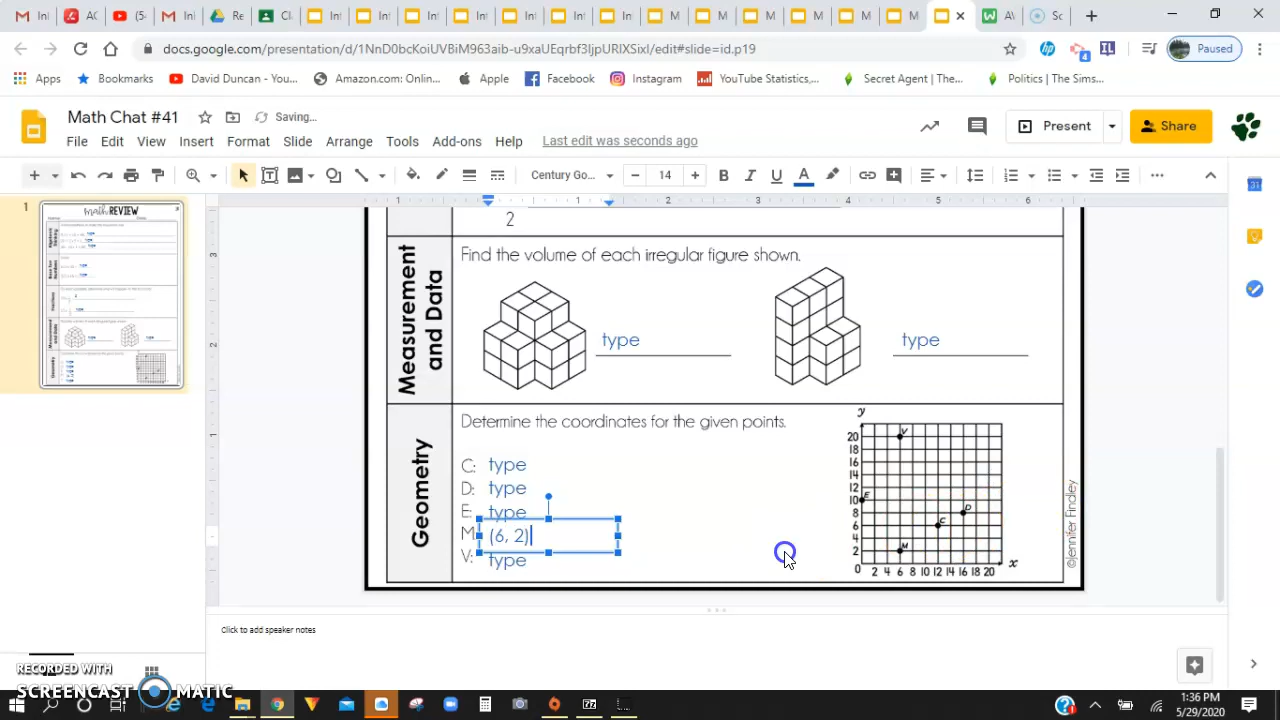 docs.google.com/presentation/d/1NnD0bcKoiUVBiM963aib-u9xaUEqrbf3ljpURlXSixI/edit#slide=id.p19
Paused
Apps
Bookmarks
David Duncan - You...
Amazon.com: Onlin...
Apple
Facebook
Instagram
YouTube Statistics,...
Secret Agent | The...
Politics | The Sims...
Math Chat #41
Saving...
File Edit View Insert Format Slide Arrange Tools Add-ons Help Last edit was seconds ago
Present
Share
Century Go...
14
1
math REVIEW
2
Measurement and Data
Find the volume of each irregular figure shown.
type
type
Geometry
Determine the coordinates for the given points.
C: type
D: type
E: type
M: (6, 2)
V: type
y
20
18
16
14
12
10
8
6
4
2
0 2 4 6 8 10 12 14 16 18 20
x
V
E
D
C
M
©Jennifer Findley
Click to add speaker notes
RECORDED WITH
SCREENCAST MATIC
1:36 PM
5/29/2020